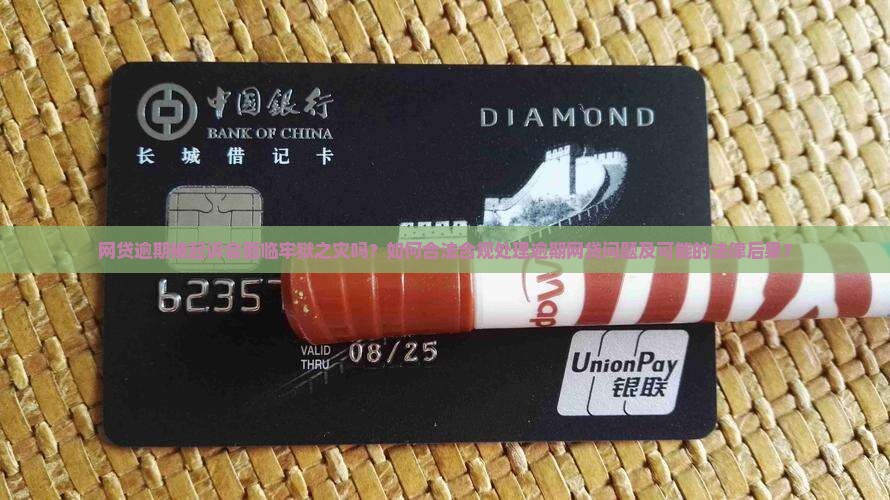 中国银行
BANK OF CHINA
DIAMOND
长城借记卡
网贷逾期被起诉会面临牢狱之灾吗？如何合法合规处理逾期网贷问题及可能的法律后果？
62357
VALID THRU 08/25
UnionPay
银联